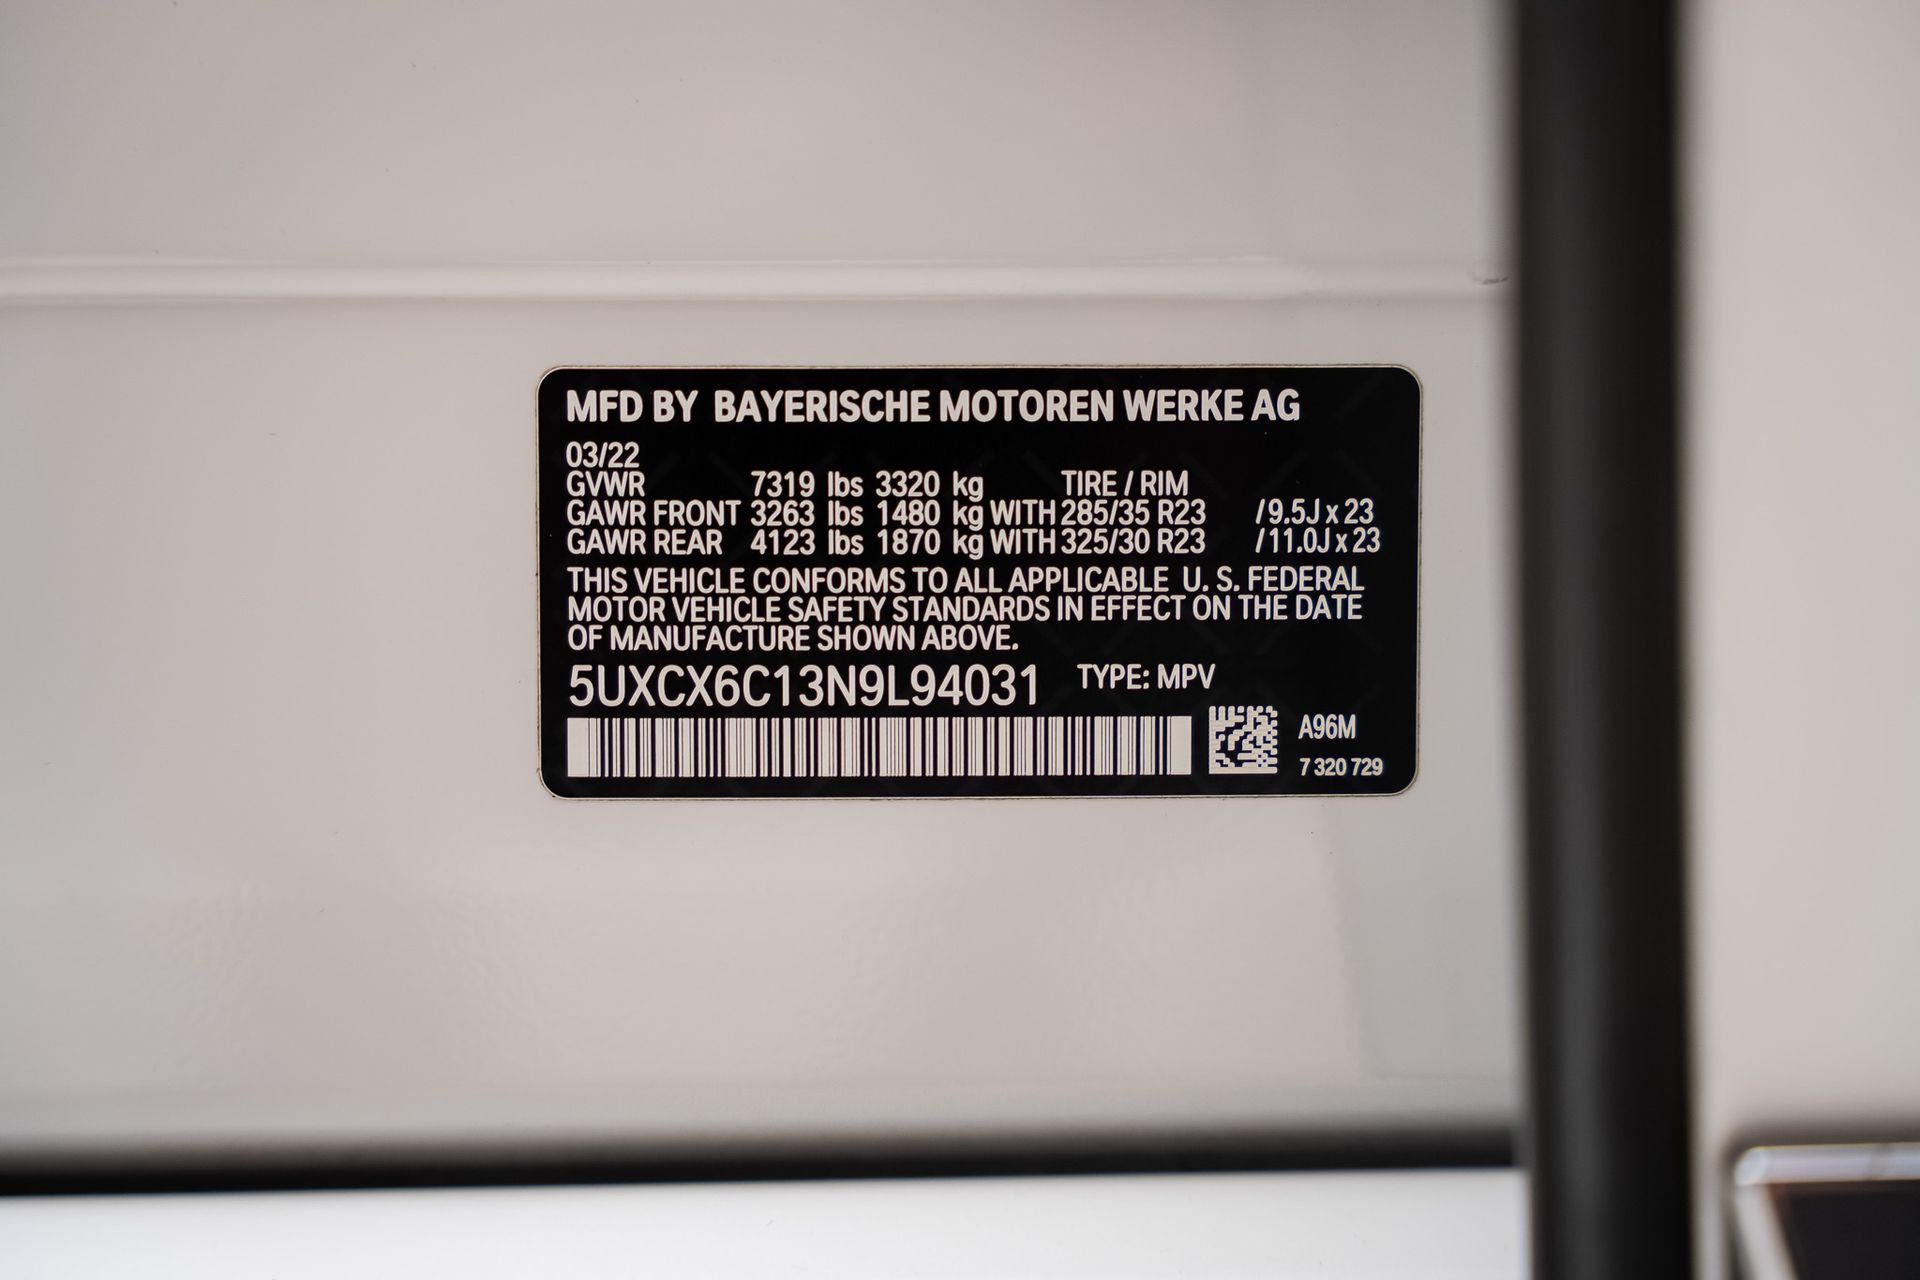 MFD BY BAYERISCHE MOTOREN WERKE AG
03/22
GVWR 7319 lbs 3320 kg TIRE / RIM
GAWR FRONT 3263 lbs 1480 kg WITH 285/35 R23 / 9.5J x 23
GAWR REAR 4123 lbs 1870 kg WITH 325/30 R23 / 11.0J x 23
THIS VEHICLE CONFORMS TO ALL APPLICABLE U. S. FEDERAL
MOTOR VEHICLE SAFETY STANDARDS IN EFFECT ON THE DATE
OF MANUFACTURE SHOWN ABOVE.
5UXCX6C13N9L94031 TYPE: MPV
A96M
7 320 729